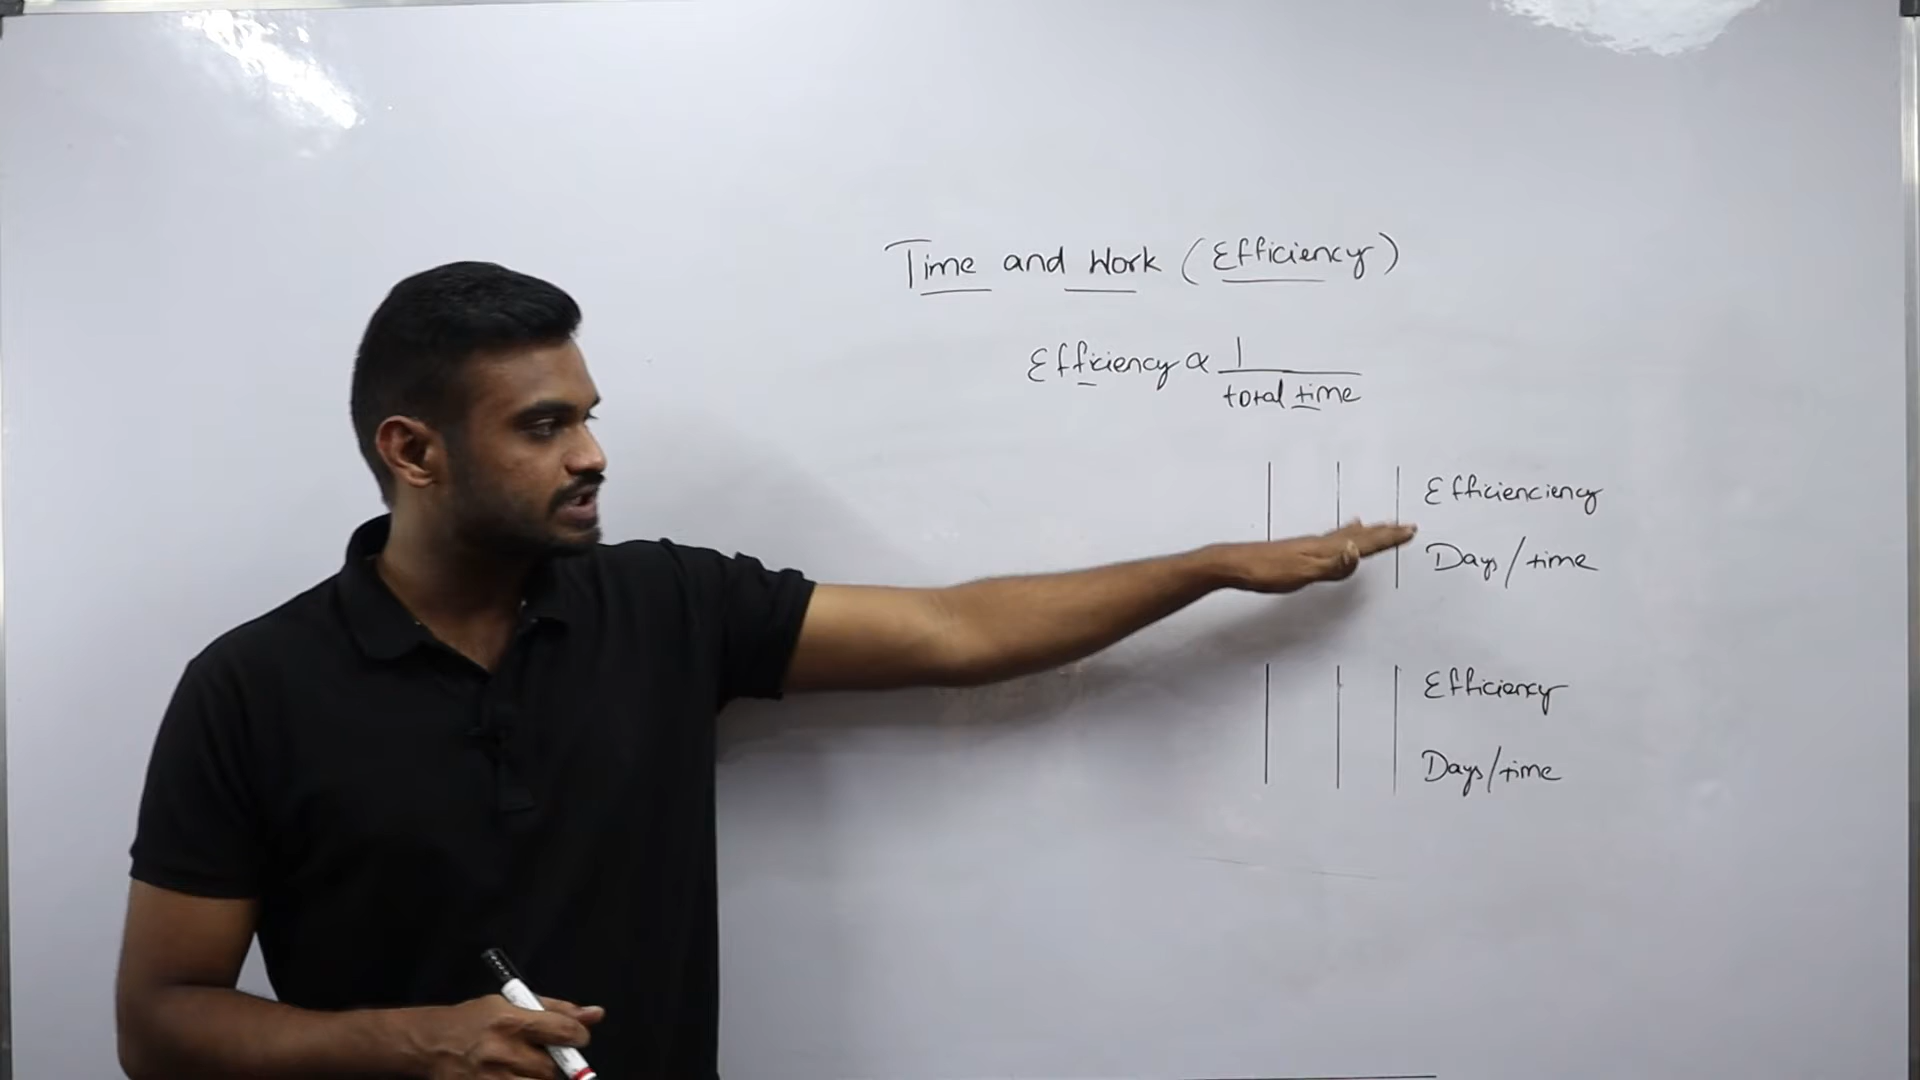 Time and Work (Efficiency)
Efficiency ∝ 1
total time
Efficienciency
Days/time
Efficiency
Days/time